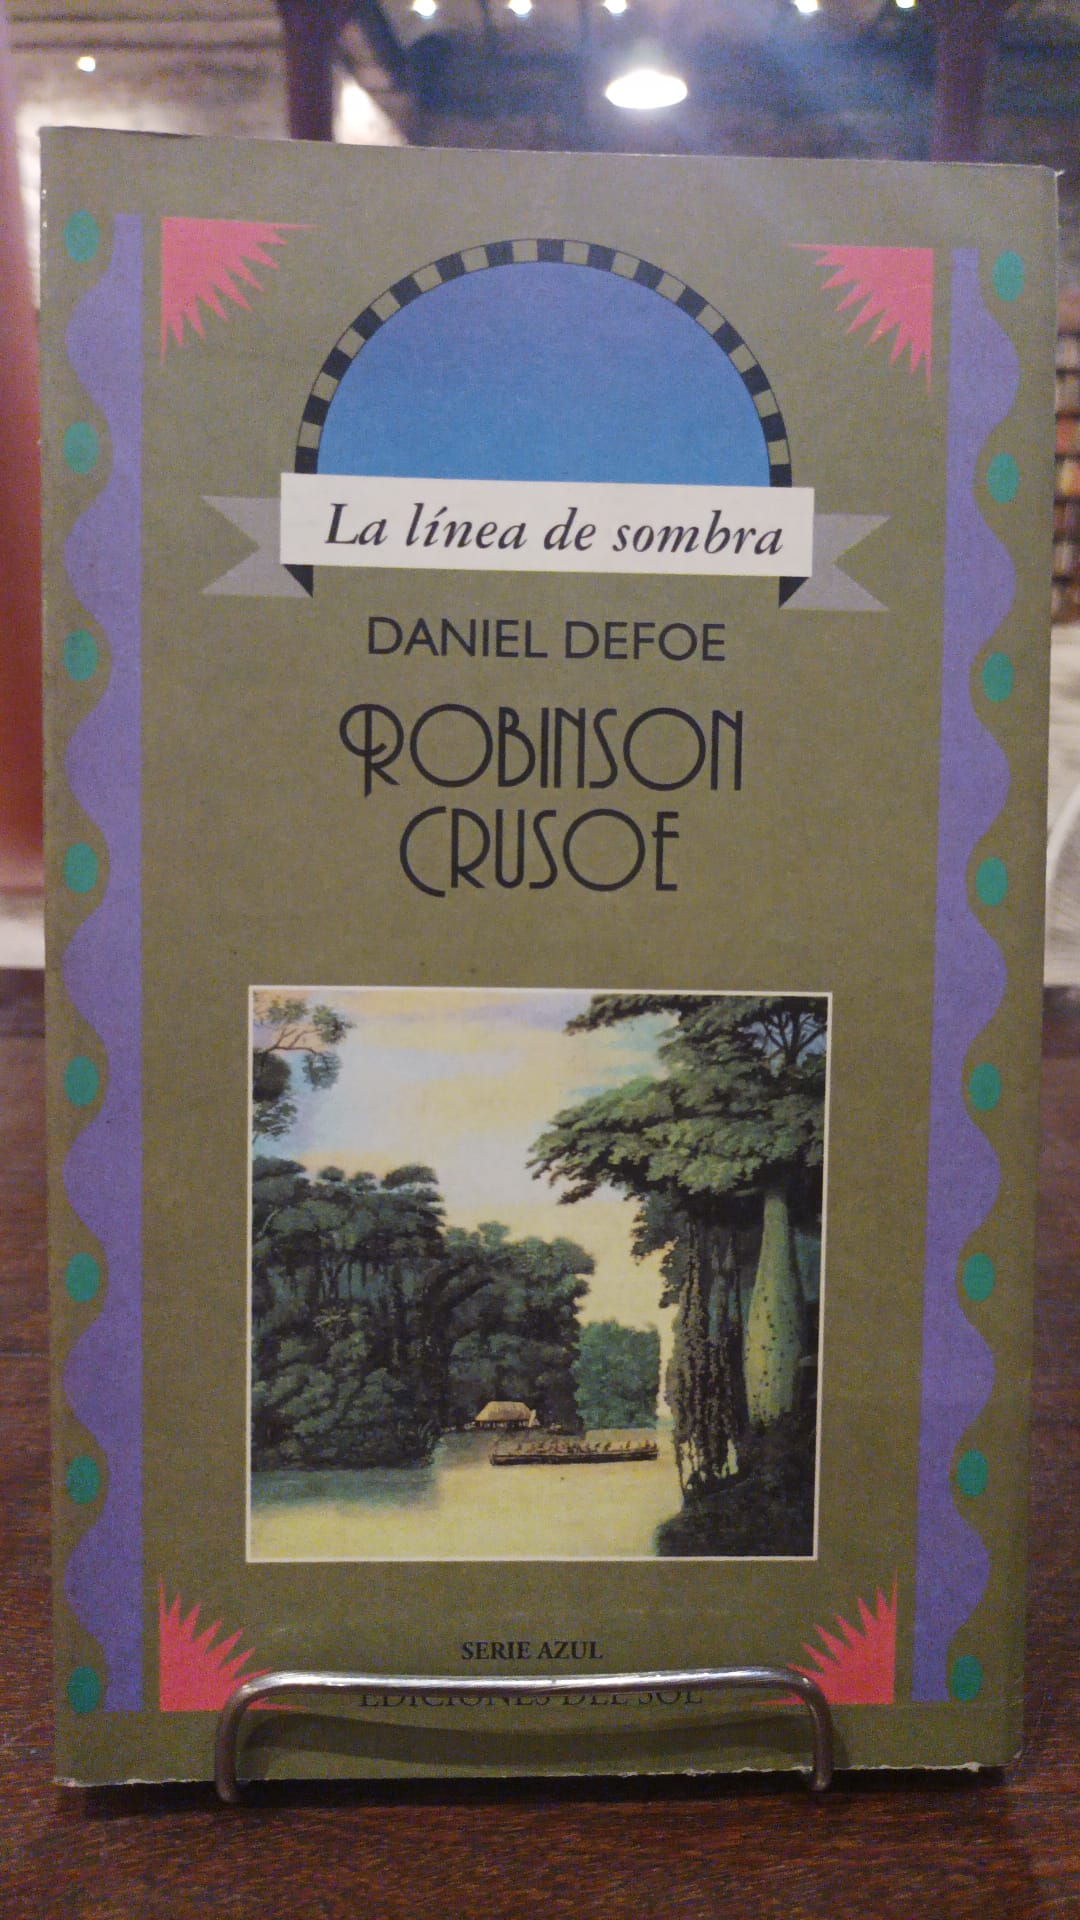 La línea de sombra
DANIEL DEFOE
ROBINSON
CRUSOE
SERIE AZUL
EDICIONES DEL SOL